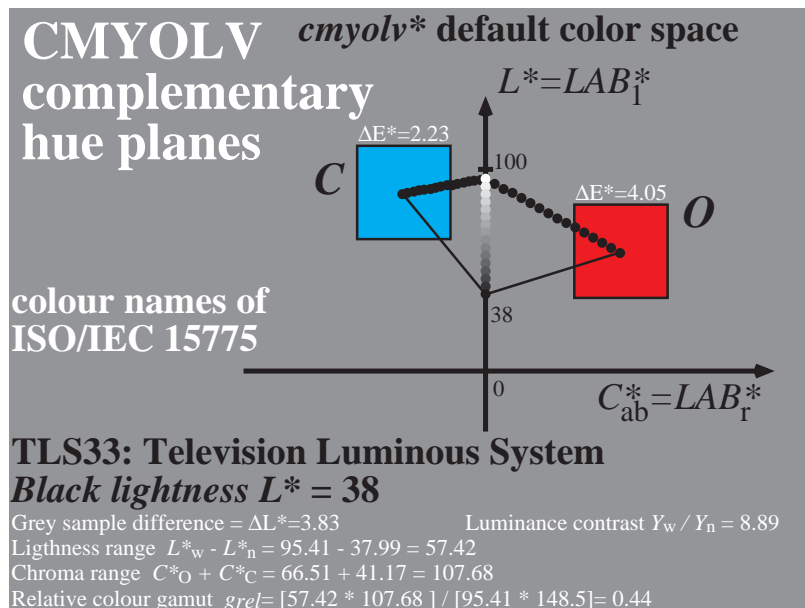 CMYOLV
complementary
hue planes
cmyolv* default color space
L*=LAB*l
100
ΔE*=2.23
C
ΔE*=4.05
O
colour names of
ISO/IEC 15775
38
0
C*ab=LAB*r
TLS33: Television Luminous System
Black lightness L* = 38
Grey sample difference = ΔL*=3.83
Luminance contrast Yw / Yn = 8.89
Ligthness range L*w - L*n = 95.41 - 37.99 = 57.42
Chroma range C*O + C*C = 66.51 + 41.17 = 107.68
Relative colour gamut grel= [57.42 * 107.68 ] / [95.41 * 148.5]= 0.44